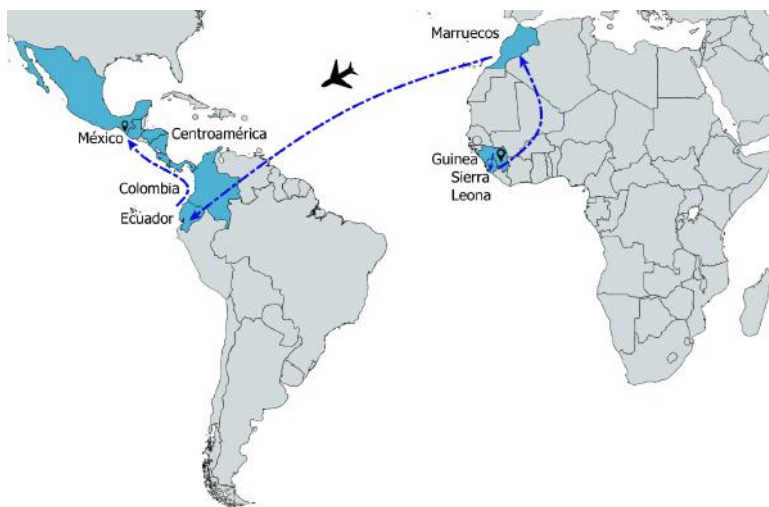 Marruecos
México
Centroamérica
Guinea
Sierra
Leona
Colombia
Ecuador